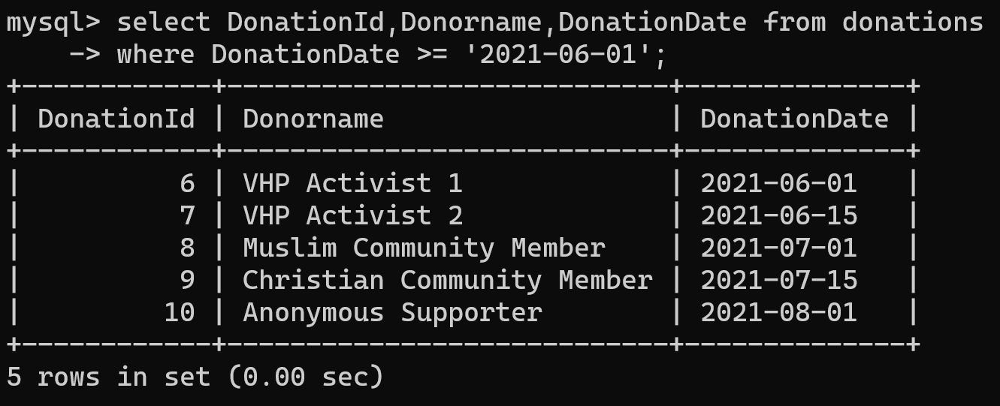 mysql> select DonationId,Donorname,DonationDate from donations
    -> where DonationDate >= '2021-06-01';
+------------+----------------------------+--------------+
| DonationId | Donorname                  | DonationDate |
+------------+----------------------------+--------------+
|          6 | VHP Activist 1             | 2021-06-01   |
|          7 | VHP Activist 2             | 2021-06-15   |
|          8 | Muslim Community Member    | 2021-07-01   |
|          9 | Christian Community Member | 2021-07-15   |
|         10 | Anonymous Supporter        | 2021-08-01   |
+------------+----------------------------+--------------+
5 rows in set (0.00 sec)